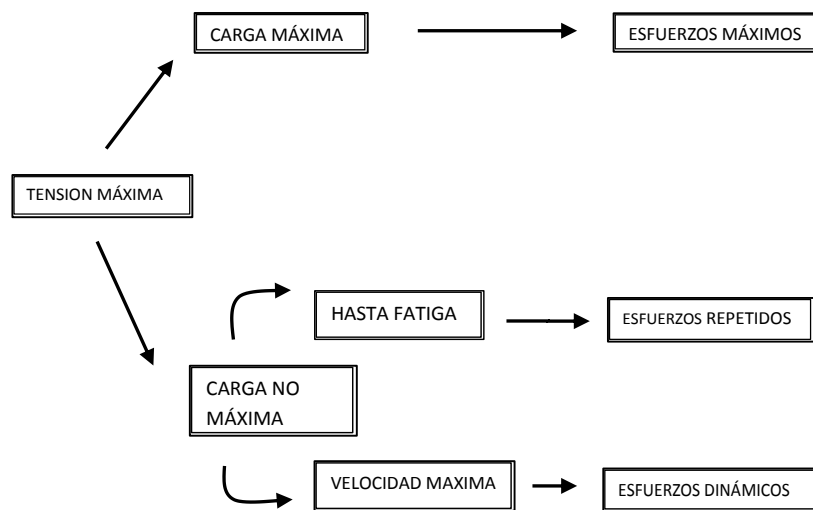 CARGA MÁXIMA
ESFUERZOS MÁXIMOS
TENSION MÁXIMA
HASTA FATIGA
ESFUERZOS REPETIDOS
CARGA NO
MÁXIMA
VELOCIDAD MAXIMA
ESFUERZOS DINÁMICOS